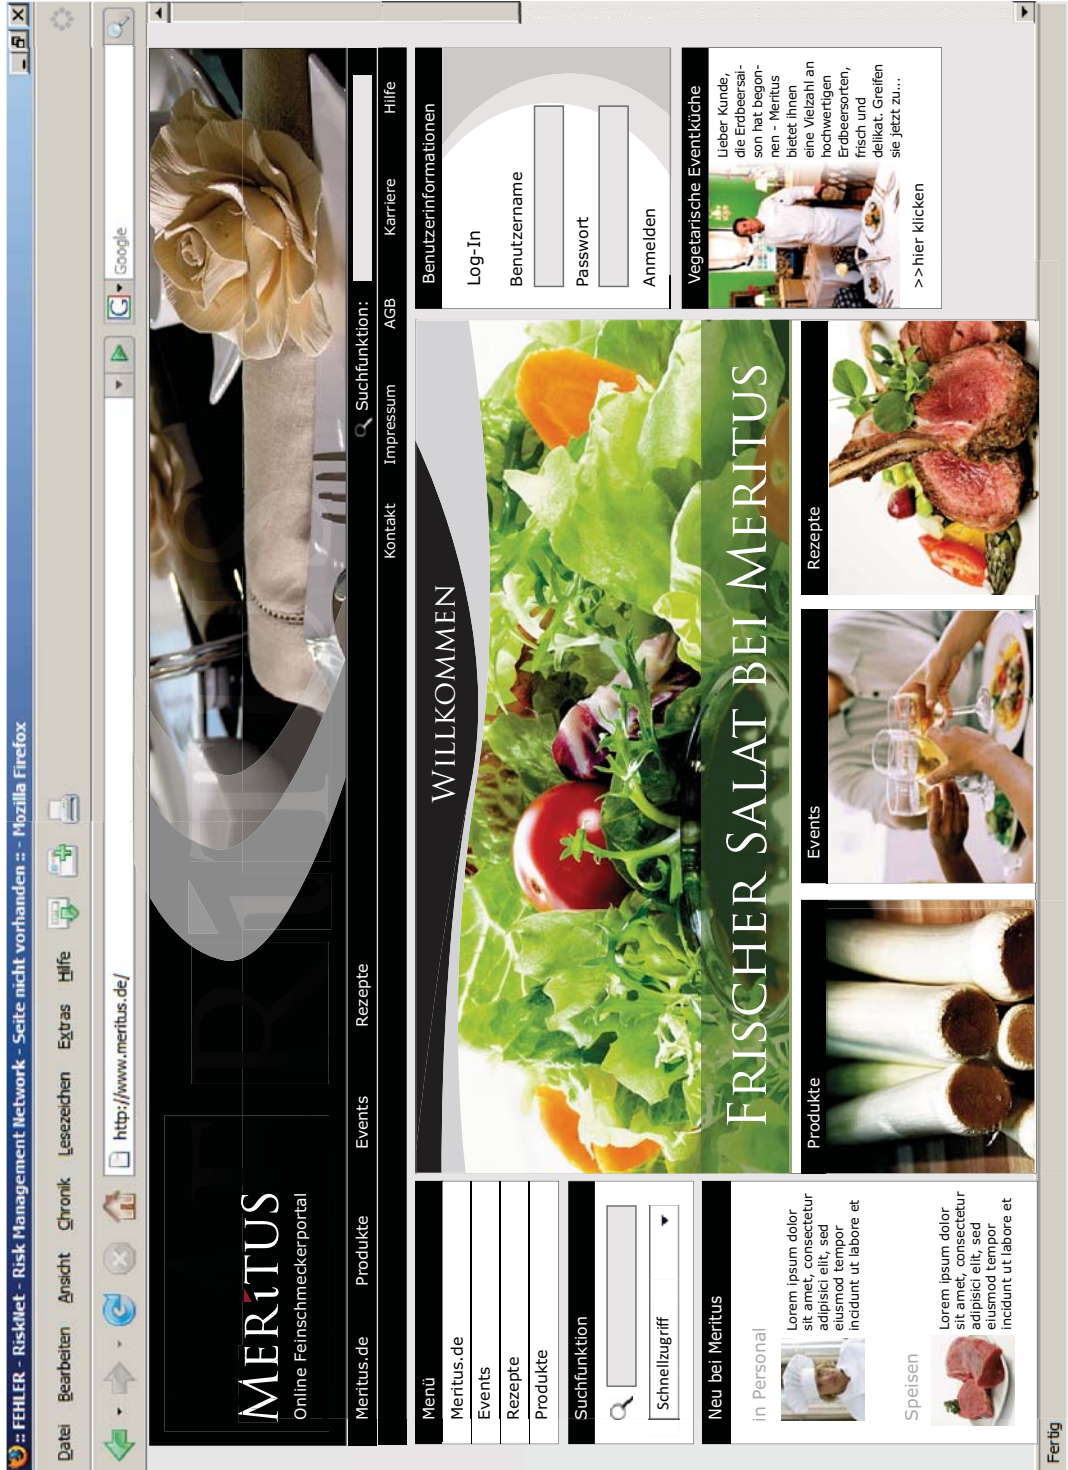 :: FEHLER - RiskNet - Risk Management Network - Seite nicht vorhanden :: - Mozilla Firefox
Datei Bearbeiten Ansicht Chronik Lesezeichen Extras Hilfe
http://www.meritus.de/
Google
MERiTUS
Online Feinschmeckerportal
Meritus.de Produkte Events Rezepte Suchfunktion:
Kontakt Impressum AGB Karriere Hilfe
Menü
Meritus.de
Events
Rezepte
Produkte
Suchfunktion
Schnellzugriff
Neu bei Meritus
in Personal
Lorem ipsum dolor
sit amet, consectetur
adipisici elit, sed
eiusmod tempor
incidunt ut labore et
Speisen
Lorem ipsum dolor
sit amet, consectetur
adipisici elit, sed
eiusmod tempor
incidunt ut labore et
WILLKOMMEN
FRISCHER SALAT BEI MERITUS
Produkte
Events
Rezepte
Benutzerinformationen
Log-In
Benutzername
Passwort
Anmelden
Vegetarische Eventküche
Lieber Kunde,
die Erdbeersai-
son hat begon-
nen - Meritus
bietet ihnen
eine Vielzahl an
hochwertigen
Erdbeersorten,
frisch und
delikat. Greifen
sie jetzt zu...
>>hier klicken
Fertig